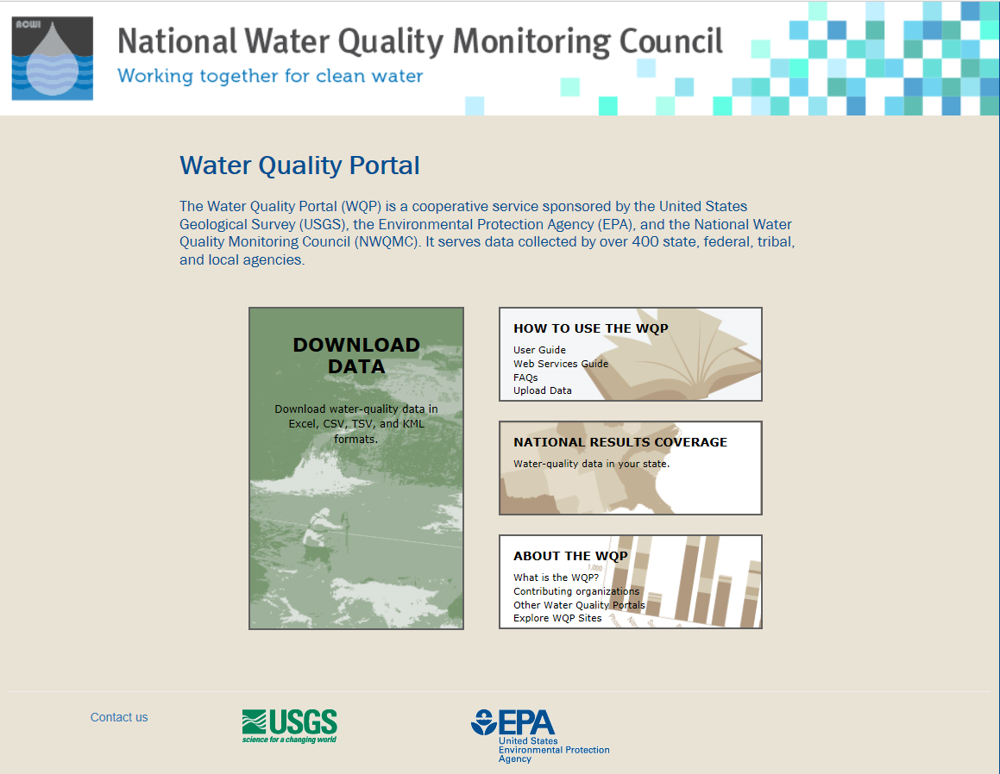 ACWI
National Water Quality Monitoring Council
Working together for clean water
Water Quality Portal
The Water Quality Portal (WQP) is a cooperative service sponsored by the United States
Geological Survey (USGS), the Environmental Protection Agency (EPA), and the National Water
Quality Monitoring Council (NWQMC). It serves data collected by over 400 state, federal, tribal,
and local agencies.
DOWNLOAD
DATA
Download water-quality data in
Excel, CSV, TSV, and KML
formats.
HOW TO USE THE WQP
User Guide
Web Services Guide
FAQs
Upload Data
NATIONAL RESULTS COVERAGE
Water-quality data in your state.
ABOUT THE WQP
1,000
What is the WQP?
Contributing organizations
Other Water Quality Portals
Explore WQP Sites
Contact us
USGS
science for a changing world
EPA
United States
Environmental Protection
Agency